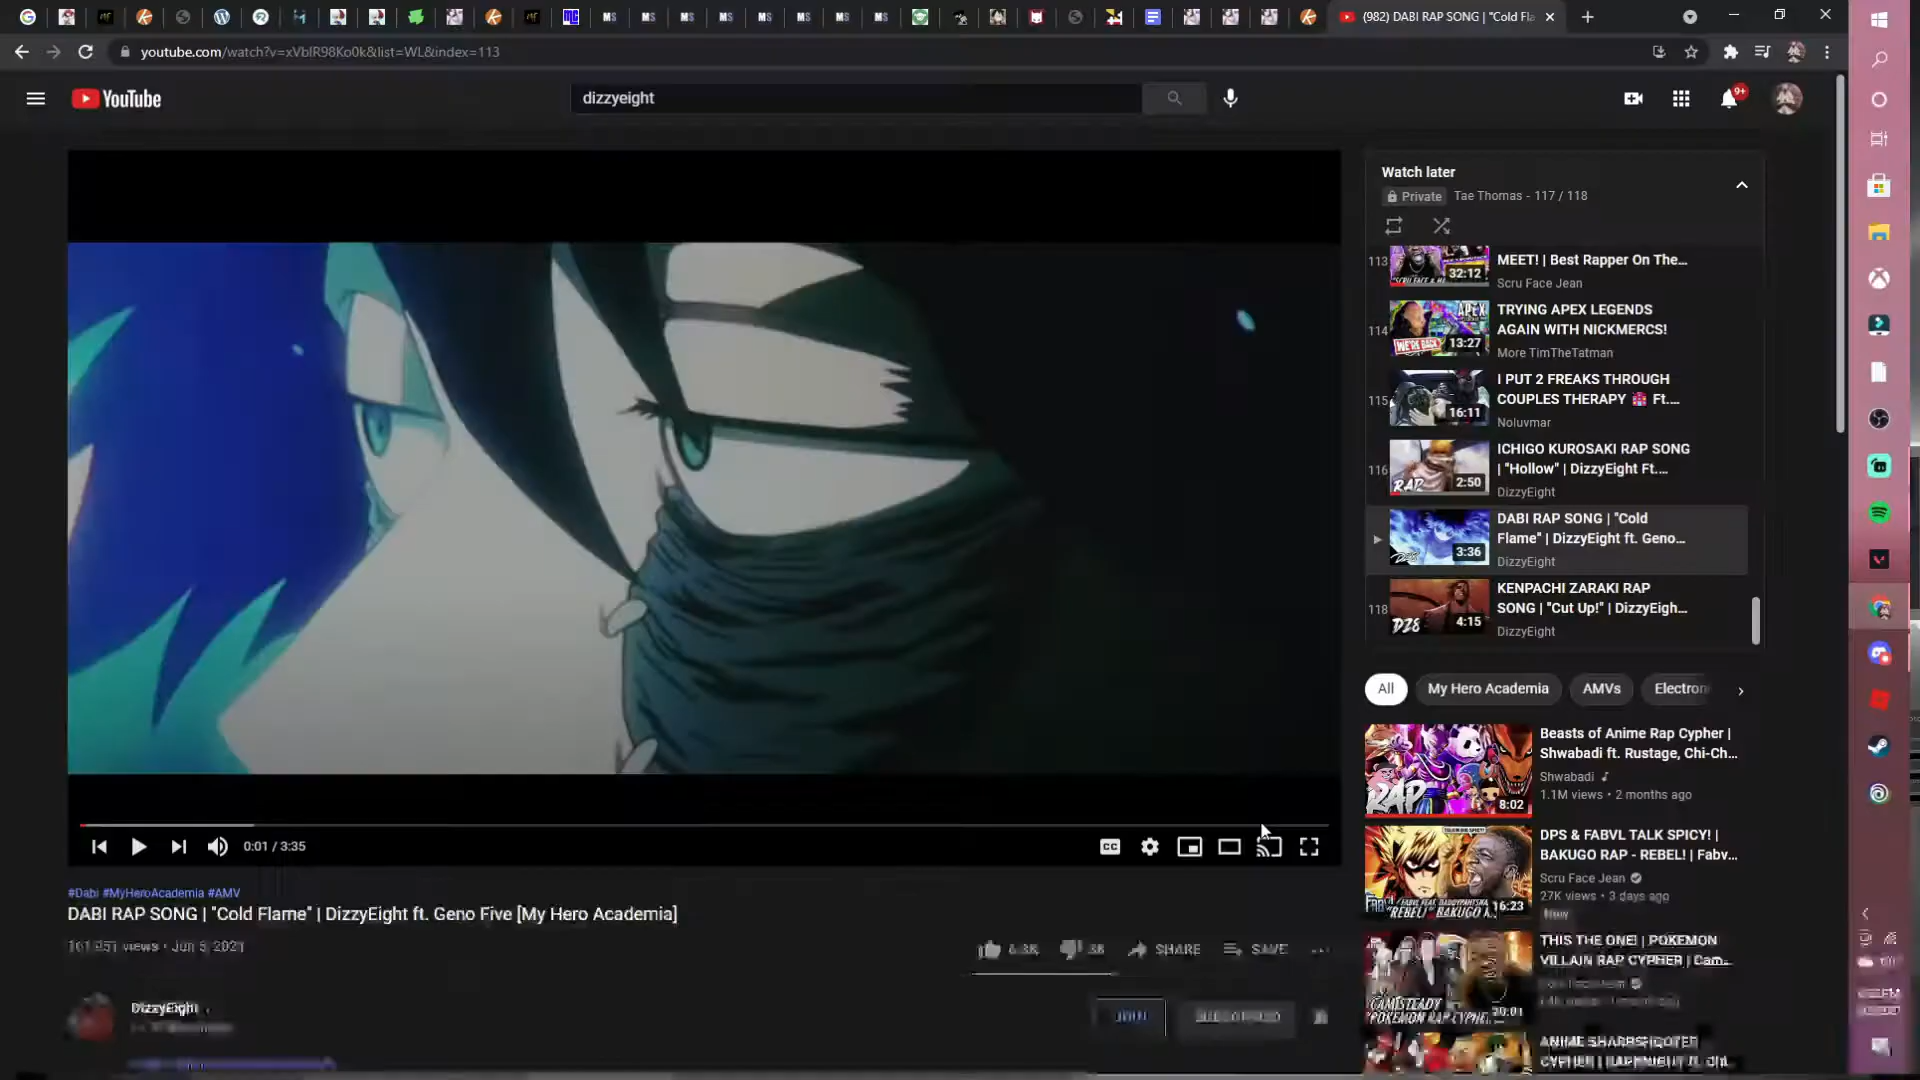 (982) DABI RAP SONG | "Cold Fla
youtube.com/watch?v=xVblR98Ko0k&list=WL&index=113
YouTube
dizzyeight
9+
Watch later
Private Tae Thomas - 117 / 118
113
32:12
MEET! | Best Rapper On The...
Scru Face Jean
114
13:27
TRYING APEX LEGENDS
AGAIN WITH NICKMERCS!
More TimTheTatman
115
16:11
I PUT 2 FREAKS THROUGH
COUPLES THERAPY Ft....
Noluvmar
116
RAP
2:50
ICHIGO KUROSAKI RAP SONG
| "Hollow" | DizzyEight Ft....
DizzyEight
3:36
DABI RAP SONG | "Cold
Flame" | DizzyEight ft. Geno...
DizzyEight
118
4:15
KENPACHI ZARAKI RAP
SONG | "Cut Up!" | DizzyEigh...
DizzyEight
All
My Hero Academia
AMVs
Electron
RAP
8:02
Beasts of Anime Rap Cypher |
Shwabadi ft. Rustage, Chi-Ch...
Shwabadi
1.1M views • 2 months ago
16:23
DPS & FABVL TALK SPICY! |
BAKUGO RAP - REBEL! | Fabv...
Scru Face Jean
27K views • 3 days ago
New
THIS THE ONE! | POKEMON
VILLAIN RAP CYPHER | Cam...
0:01 / 3:35
CC
#Dabi #MyHeroAcademia #AMV
DABI RAP SONG | "Cold Flame" | DizzyEight ft. Geno Five [My Hero Academia]
SHARE
SAVE
DizzyEight